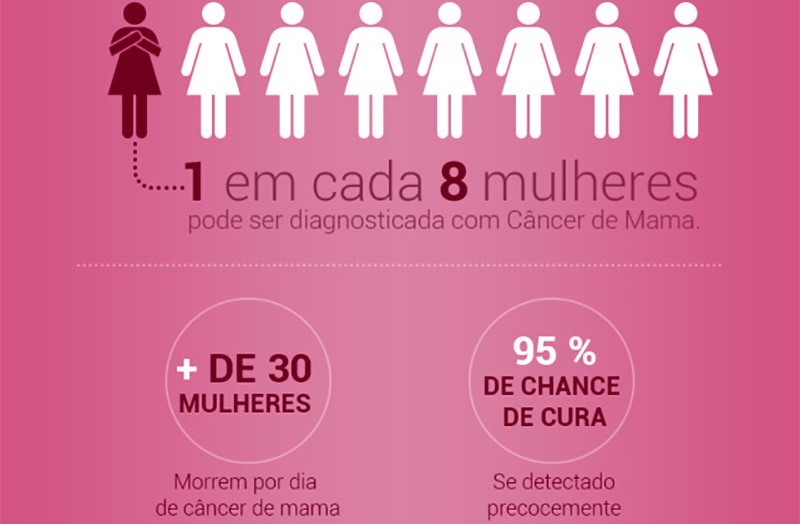 1 em cada 8 mulheres
pode ser diagnosticada com Câncer de Mama.
+ DE 30
MULHERES
Morrem por dia
de câncer de mama
95 %
DE CHANCE
DE CURA
Se detectado
precocemente